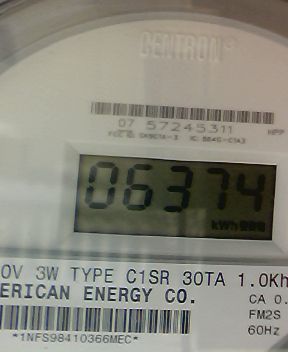 CENTRON®
07 57245311
HPP
06374
kWh
0V 3W TYPE C1SR 30TA 1.0Kh
ERICAN ENERGY CO. CA 0.
FM2S
*1NFS98410366MEC* 60Hz